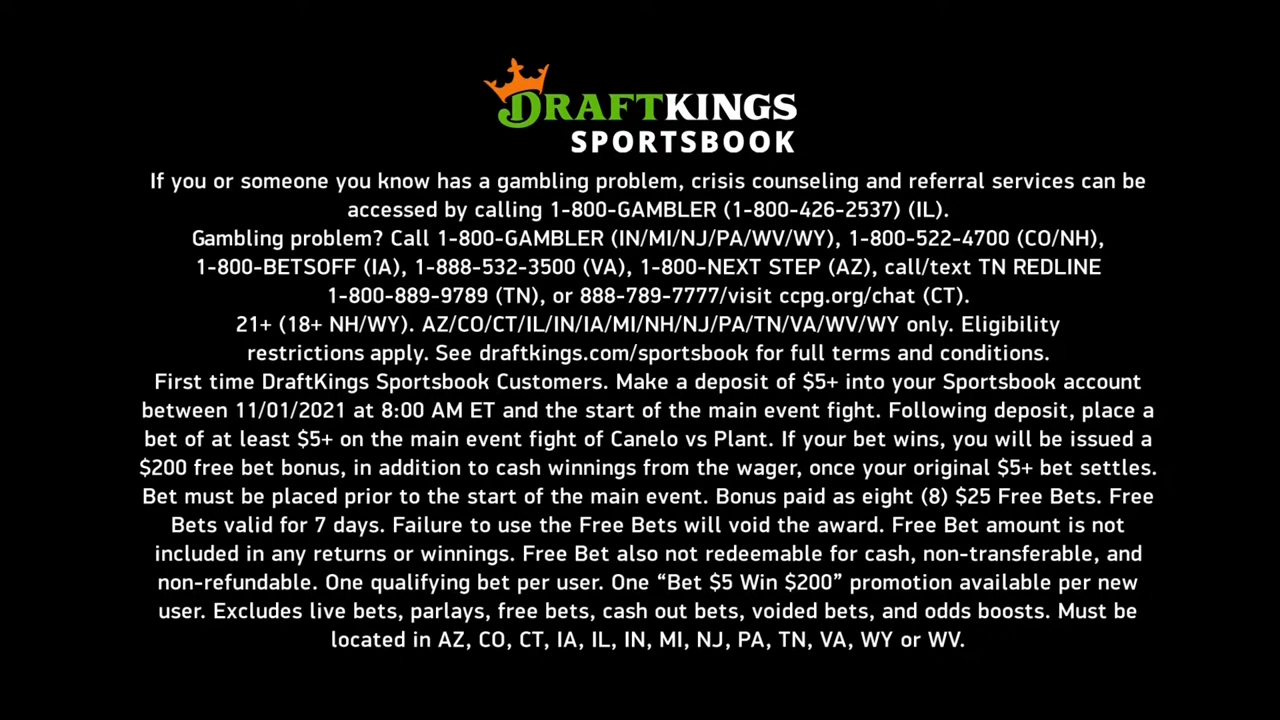 DRAFTKINGS
SPORTSBOOK
If you or someone you know has a gambling problem, crisis counseling and referral services can be
accessed by calling 1-800-GAMBLER (1-800-426-2537) (IL).
Gambling problem? Call 1-800-GAMBLER (IN/MI/NJ/PA/WV/WY), 1-800-522-4700 (CO/NH),
1-800-BETSOFF (IA), 1-888-532-3500 (VA), 1-800-NEXT STEP (AZ), call/text TN REDLINE
1-800-889-9789 (TN), or 888-789-7777/visit ccpg.org/chat (CT).
21+ (18+ NH/WY). AZ/CO/CT/IL/IN/IA/MI/NH/NJ/PA/TN/VA/WV/WY only. Eligibility
restrictions apply. See draftkings.com/sportsbook for full terms and conditions.
First time DraftKings Sportsbook Customers. Make a deposit of $5+ into your Sportsbook account
between 11/01/2021 at 8:00 AM ET and the start of the main event fight. Following deposit, place a
bet of at least $5+ on the main event fight of Canelo vs Plant. If your bet wins, you will be issued a
$200 free bet bonus, in addition to cash winnings from the wager, once your original $5+ bet settles.
Bet must be placed prior to the start of the main event. Bonus paid as eight (8) $25 Free Bets. Free
Bets valid for 7 days. Failure to use the Free Bets will void the award. Free Bet amount is not
included in any returns or winnings. Free Bet also not redeemable for cash, non-transferable, and
non-refundable. One qualifying bet per user. One “Bet $5 Win $200” promotion available per new
user. Excludes live bets, parlays, free bets, cash out bets, voided bets, and odds boosts. Must be
located in AZ, CO, CT, IA, IL, IN, MI, NJ, PA, TN, VA, WY or WV.